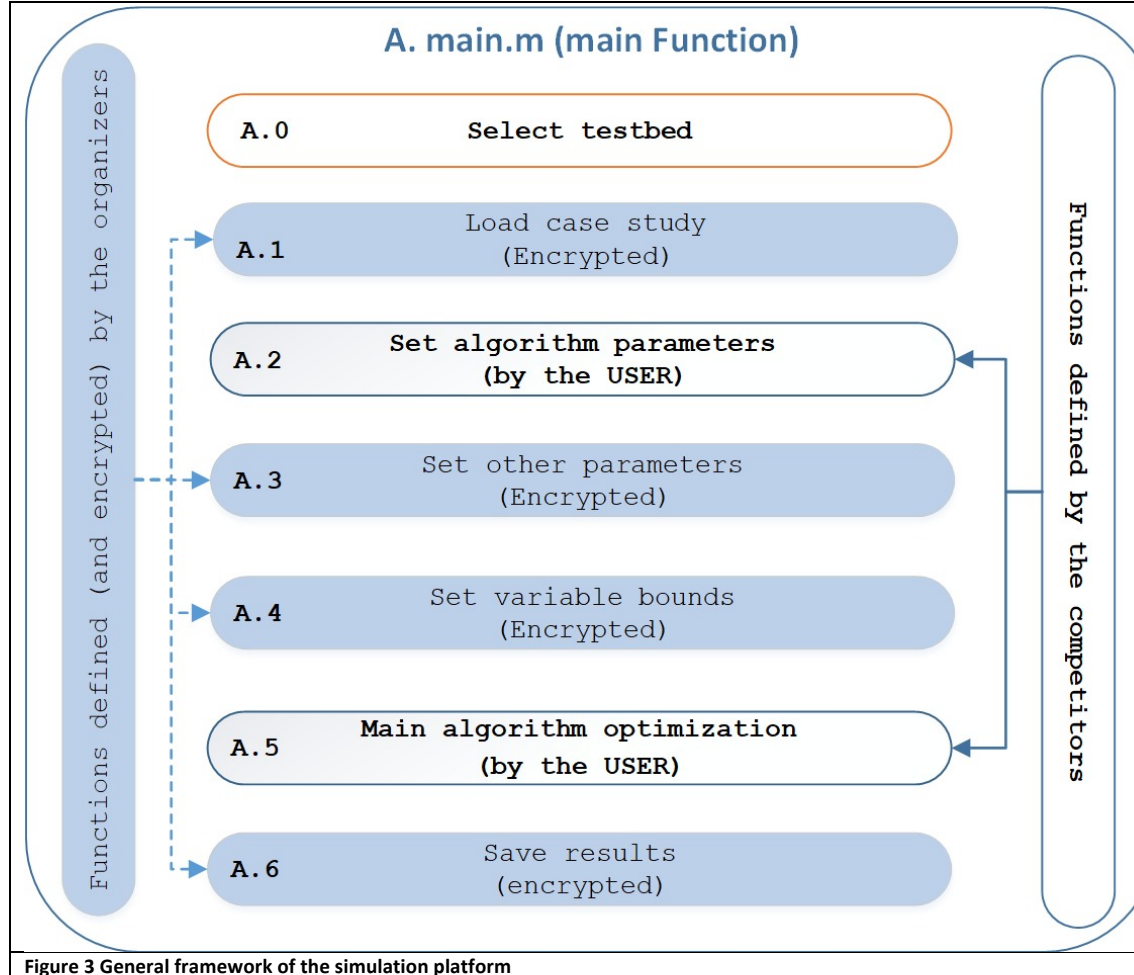 A. main.m (main Function)
Functions defined (and encrypted) by the organizers
A.0 Select testbed
A.1 Load case study
(Encrypted)
A.2 Set algorithm parameters
(by the USER)
A.3 Set other parameters
(Encrypted)
A.4 Set variable bounds
(Encrypted)
A.5 Main algorithm optimization
(by the USER)
A.6 Save results
(encrypted)
Functions defined by the competitors
Figure 3 General framework of the simulation platform